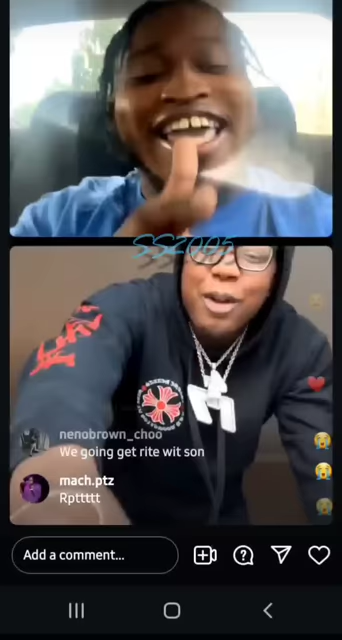 SS2005
nenobrown_choo
We going get rite wit son
mach.ptz
Rpttttt
Add a comment...